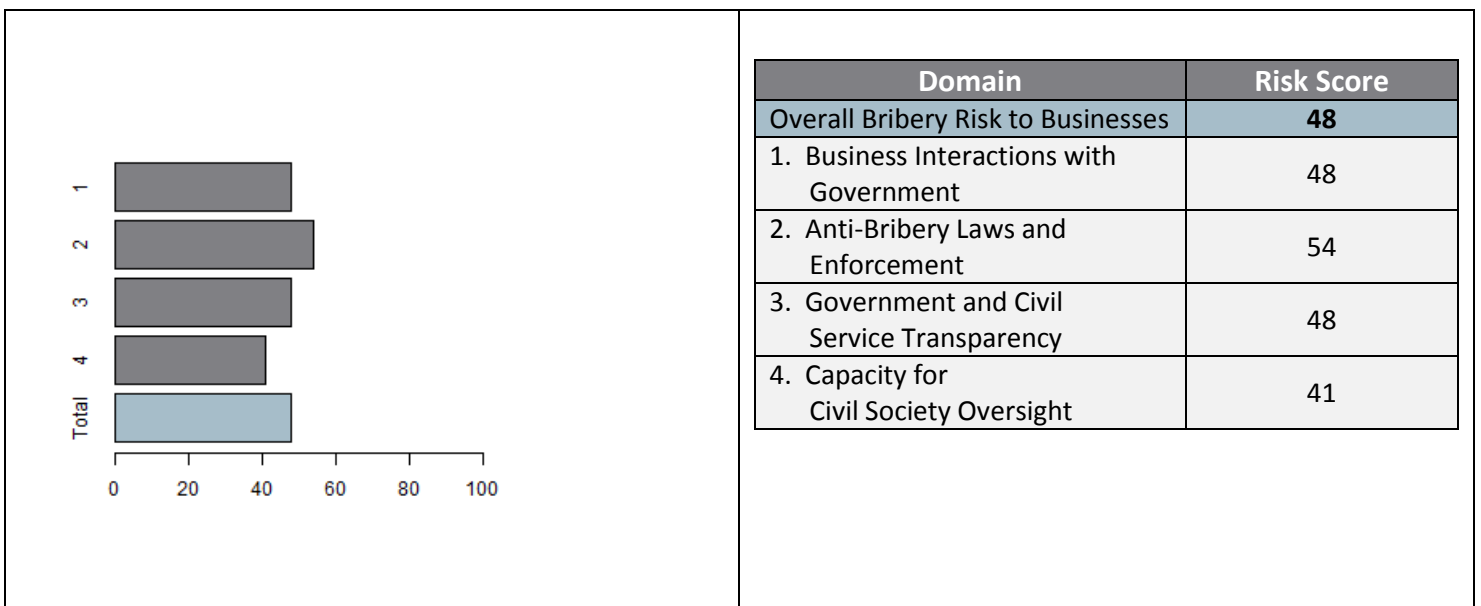 1
2
3
4
Total
0 20 40 60 80 100
Domain Risk Score
Overall Bribery Risk to Businesses 48
1. Business Interactions with
Government
48
2. Anti-Bribery Laws and
Enforcement
54
3. Government and Civil
Service Transparency
48
4. Capacity for
Civil Society Oversight
41